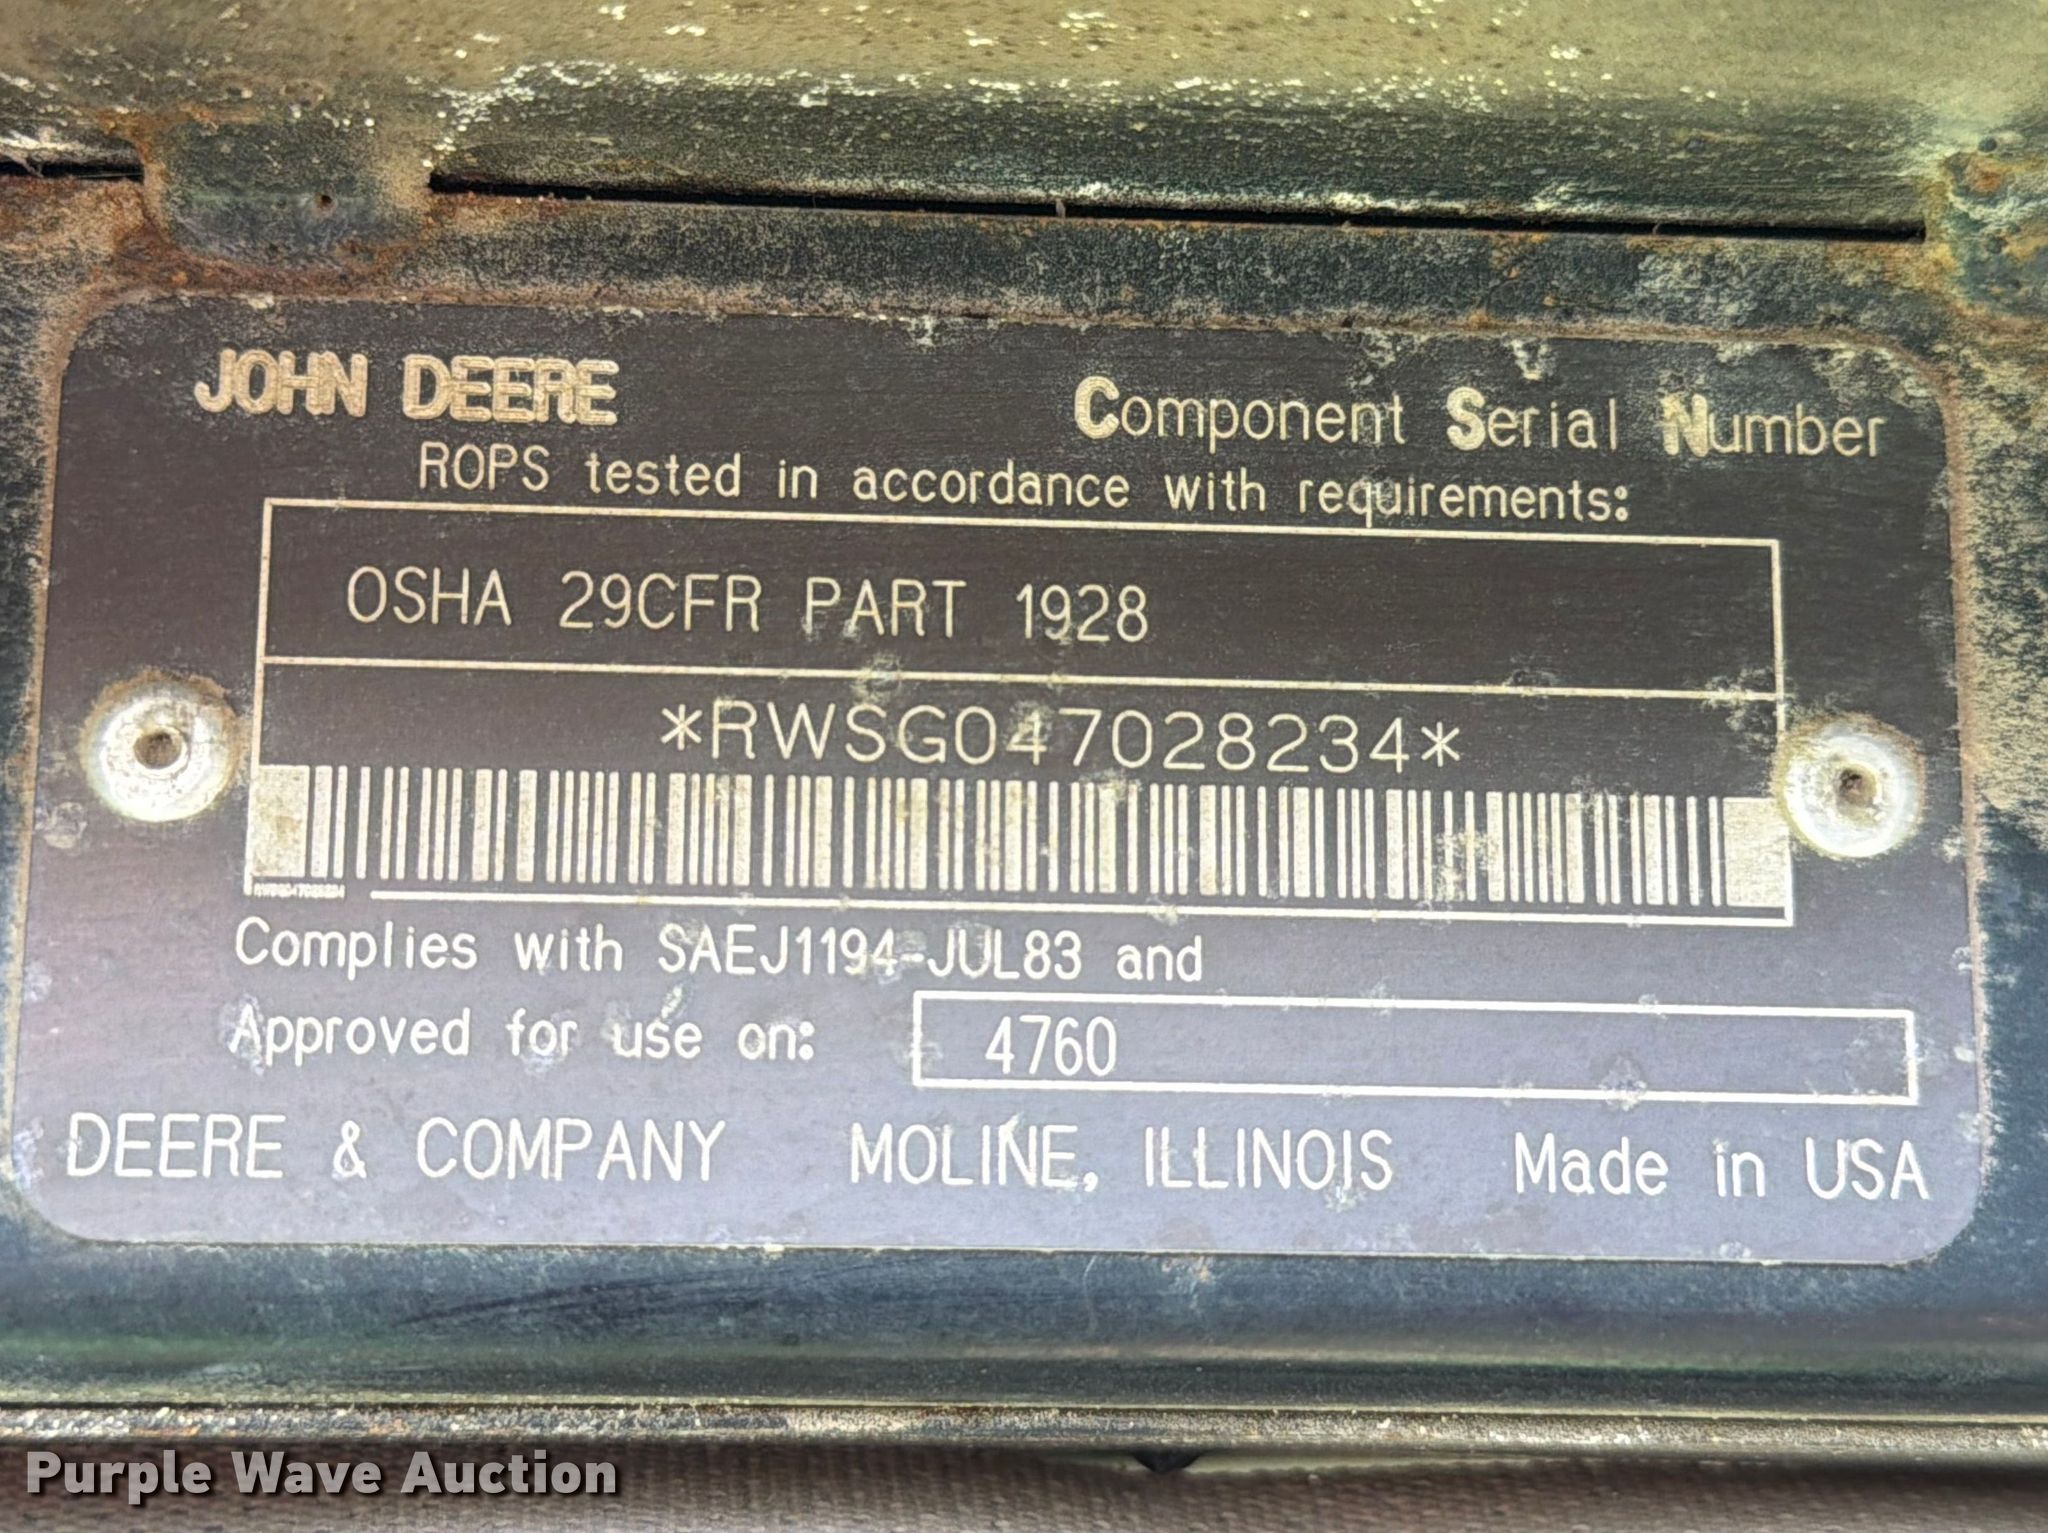 JOHN DEERE
Component Serial Number
ROPS tested in accordance with requirements:
OSHA 29CFR PART 1928
*RWSG047028234*
RWSG047028234
Complies with SAEJ1194-JUL83 and
Approved for use on: 4760
DEERE & COMPANY MOLINE, ILLINOIS Made in USA
Purple Wave Auction